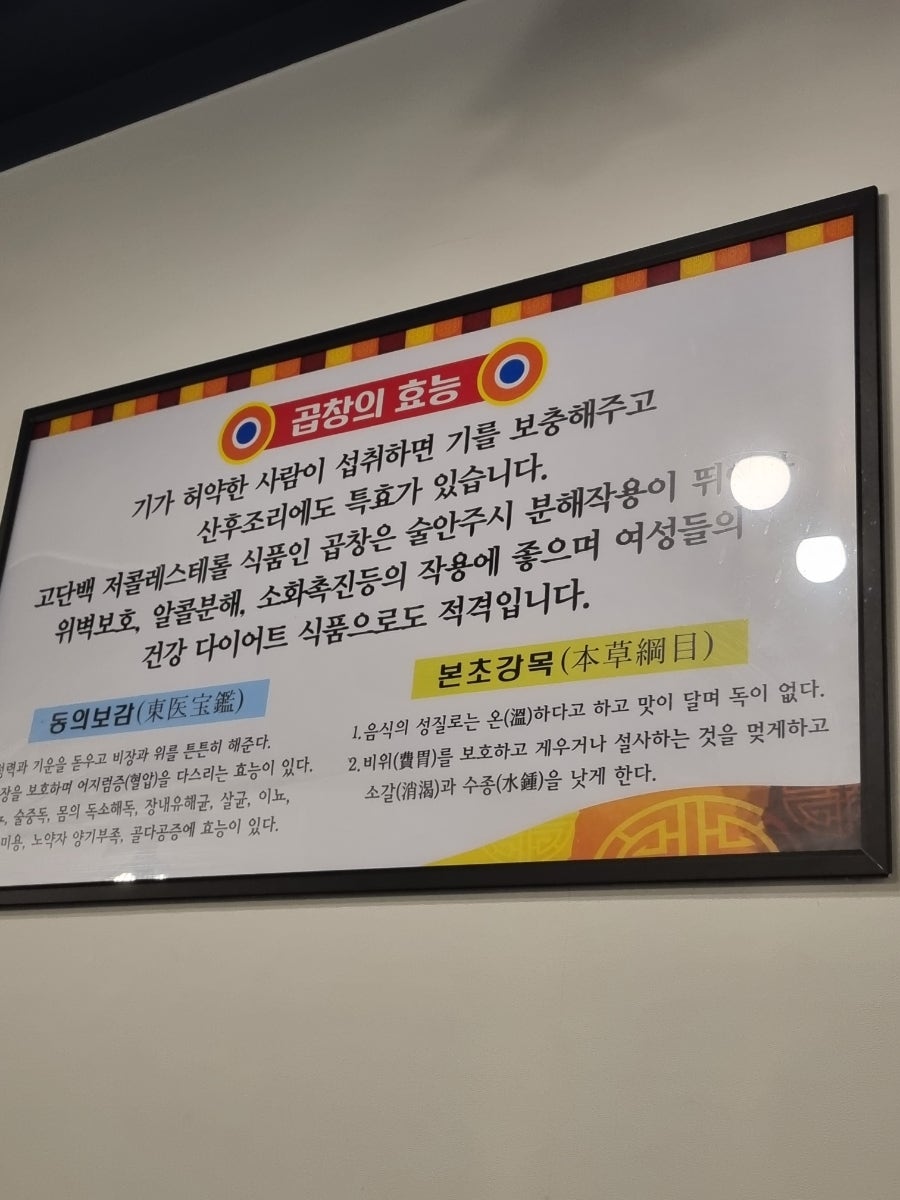 곱창의 효능
기가 허약한 사람이 섭취하면 기를 보충해주고
산후조리에도 특효가 있습니다.
고단백 저콜레스테롤 식품인 곱창은 술안주시 분해작용이
위벽보호, 알콜분해, 소화촉진등의 작용에 좋으며 여성들의
건강 다이어트 식품으로도 적격입니다.
동의보감(東医宝鑑)
기운을 돋우고 비장과 위를 튼튼히 해준다.
보호하며 어지럼증(혈압)을 다스리는 효능이 있다.
술중독, 몸의 독소해독, 장내유해균, 살균, 이뇨,
미용, 노약자 양기부족, 골다공증에 효능이 있다.
본초강목(本草綱目)
1.음식의 성질로는 온(溫)하다고 하고 맛이 달며 독이 없다.
2.비위(費胃)를 보호하고 게우거나 설사하는 것을 멎게하고
소갈(消渴)과 수종(水鍾)을 낫게 한다.